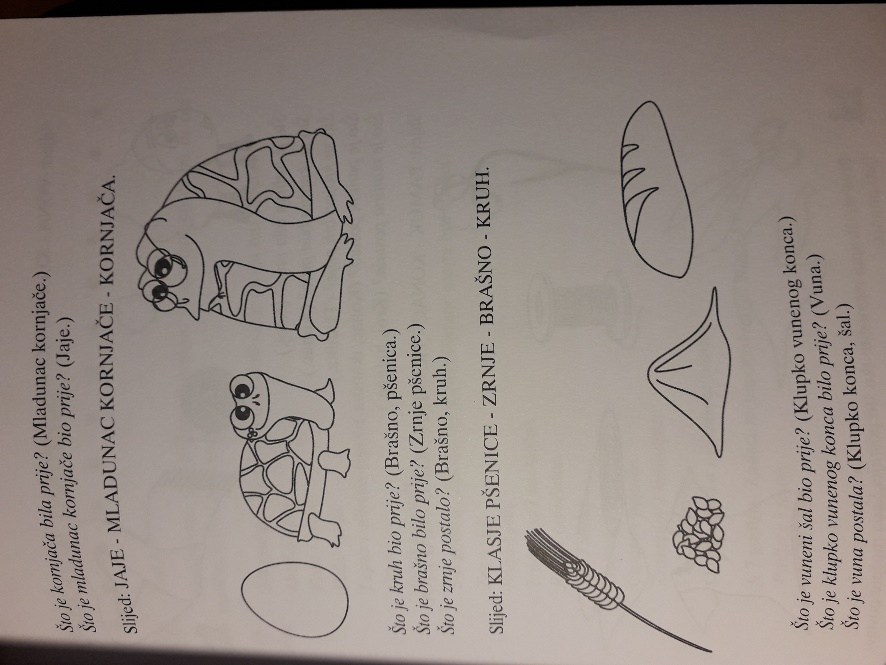 Što je kornjača bila prije? (Mladunac kornjače.)
Što je mladunac kornjače bio prije? (Jaje.)
Slijed: JAJE - MLADUNAC KORNJAČE - KORNJAČA.
Što je kruh bio prije? (Brašno, pšenica.)
Što je brašno bilo prije? (Zrnje pšenice.)
Što je zrnje postalo? (Brašno, kruh.)
Slijed: KLASJE PŠENICE - ZRNJE - BRAŠNO - KRUH.
Što je vuneni šal bio prije? (Klupko vunenog konca.)
Što je klupko vunenog konca bilo prije? (Vuna.)
Što je vuna postala? (Klupko konca, šal.)